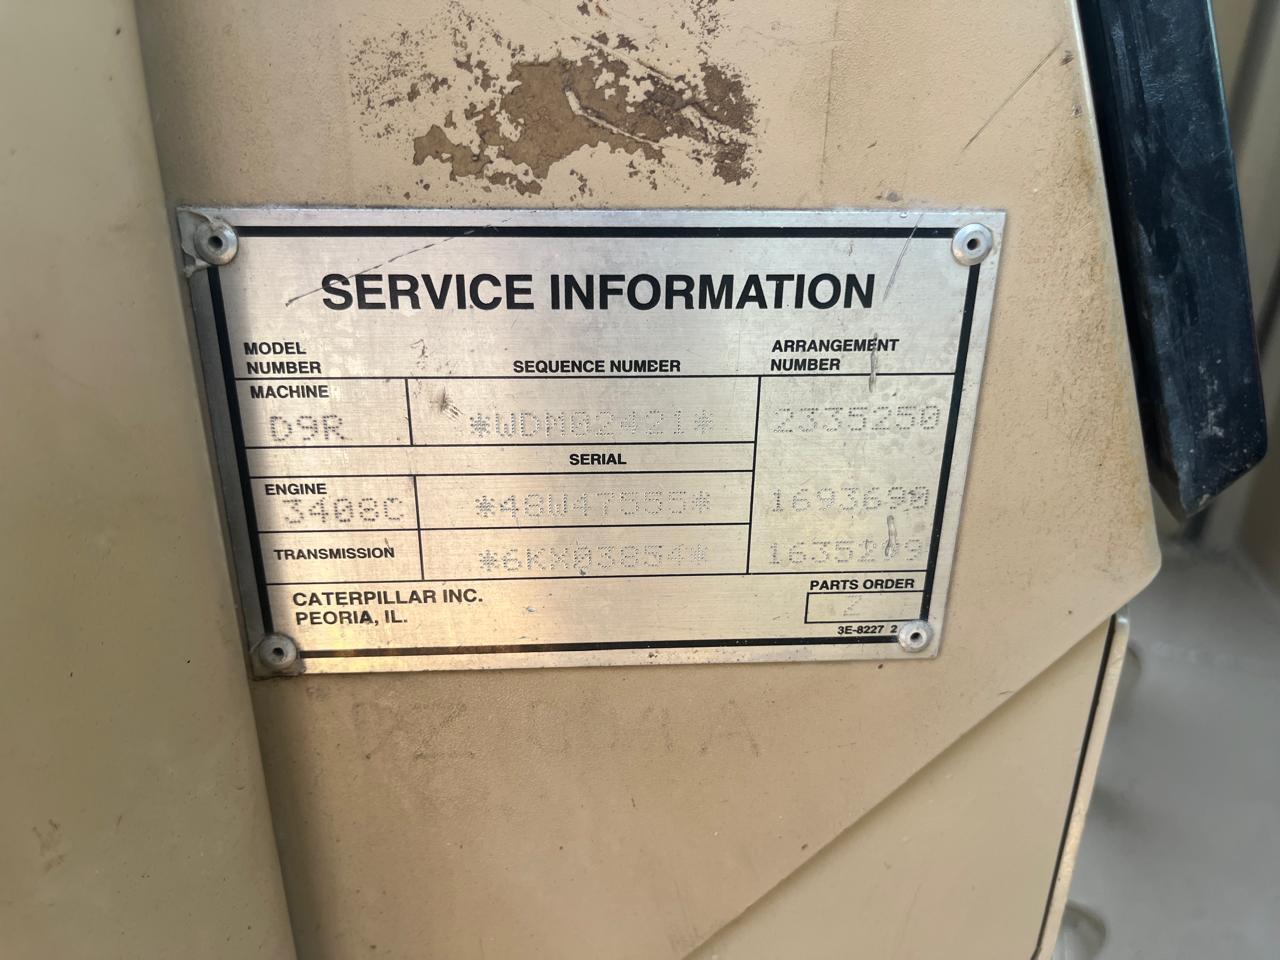 SERVICE INFORMATION
MODEL NUMBER SEQUENCE NUMBER ARRANGEMENT NUMBER
MACHINE
D9R *WDM02421* 2335250
SERIAL
ENGINE
3408C *48W47555* 1693690
TRANSMISSION *6KX03854*
CATERPILLAR INC.
PEORIA, IL.
PARTS ORDER
Z
3E-8227 2